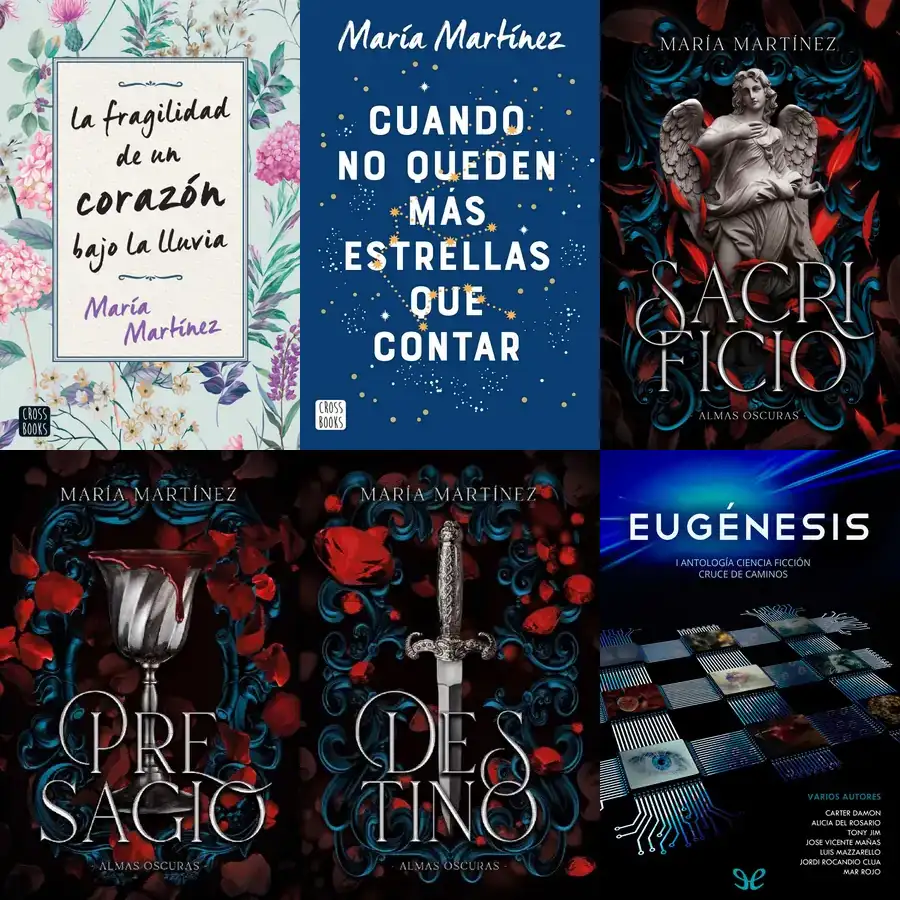 la fragilidad
de un
corazón
bajo la lluvia
María
Martínez
CROSS
BOOKS
María Martínez
CUANDO
NO QUEDEN
MÁS
ESTRELLAS
QUE
CONTAR
CROSS
BOOKS
MARÍA MARTÍNEZ
SACRI
FICIO
ALMAS OSCURAS
MARÍA MARTÍNEZ
PRE
SAGIO
- ALMAS OSCURAS -
MARÍA MARTÍNEZ
DES
TINO
- ALMAS OSCURAS -
EUGÉNESIS
I ANTOLOGÍA CIENCIA FICCIÓN
CRUCE DE CAMINOS
VARIOS AUTORES
CARTER DAMON
ALICIA DEL ROSARIO
TONY JIM
JOSE VICENTE MAÑAS
LUIS MAZZARELLO
JORDI ROCANDIO CLUA
MAR ROJO